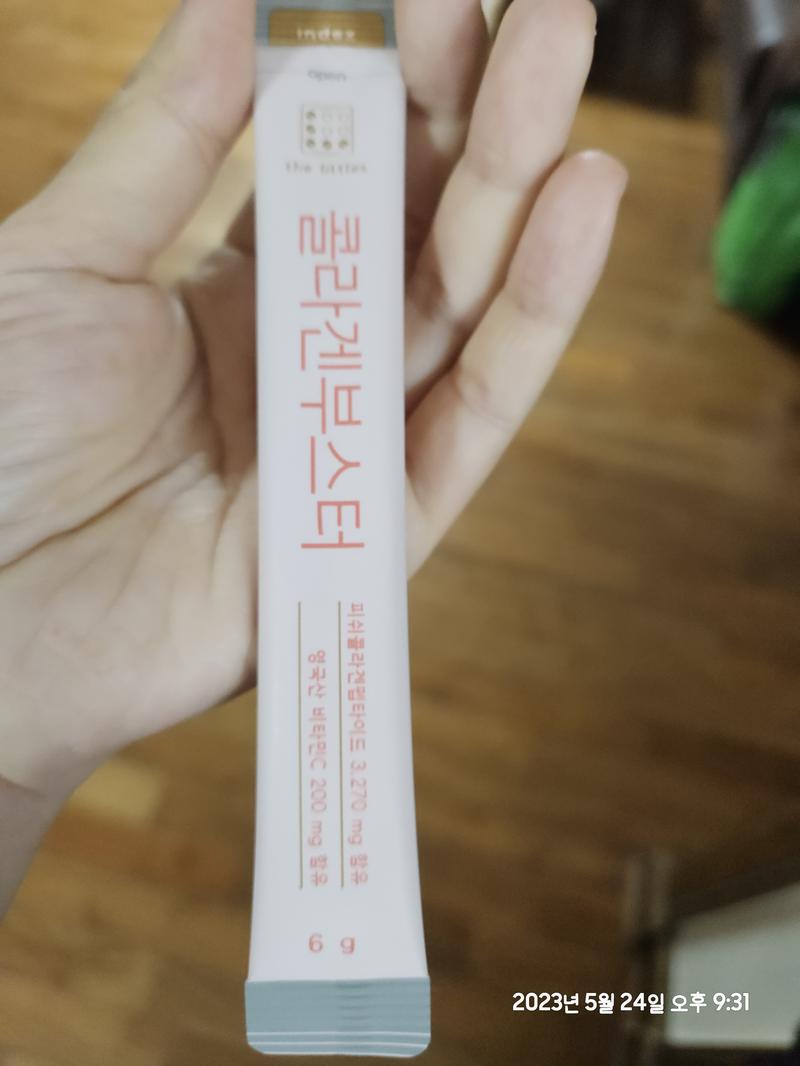 index
open
the littles
콜라겐부스터
피쉬콜라겐펩타이드 3,270 mg 함유
영국산 비타민C 200 mg 함유
6 g
2023년 5월 24일 오후 9:31